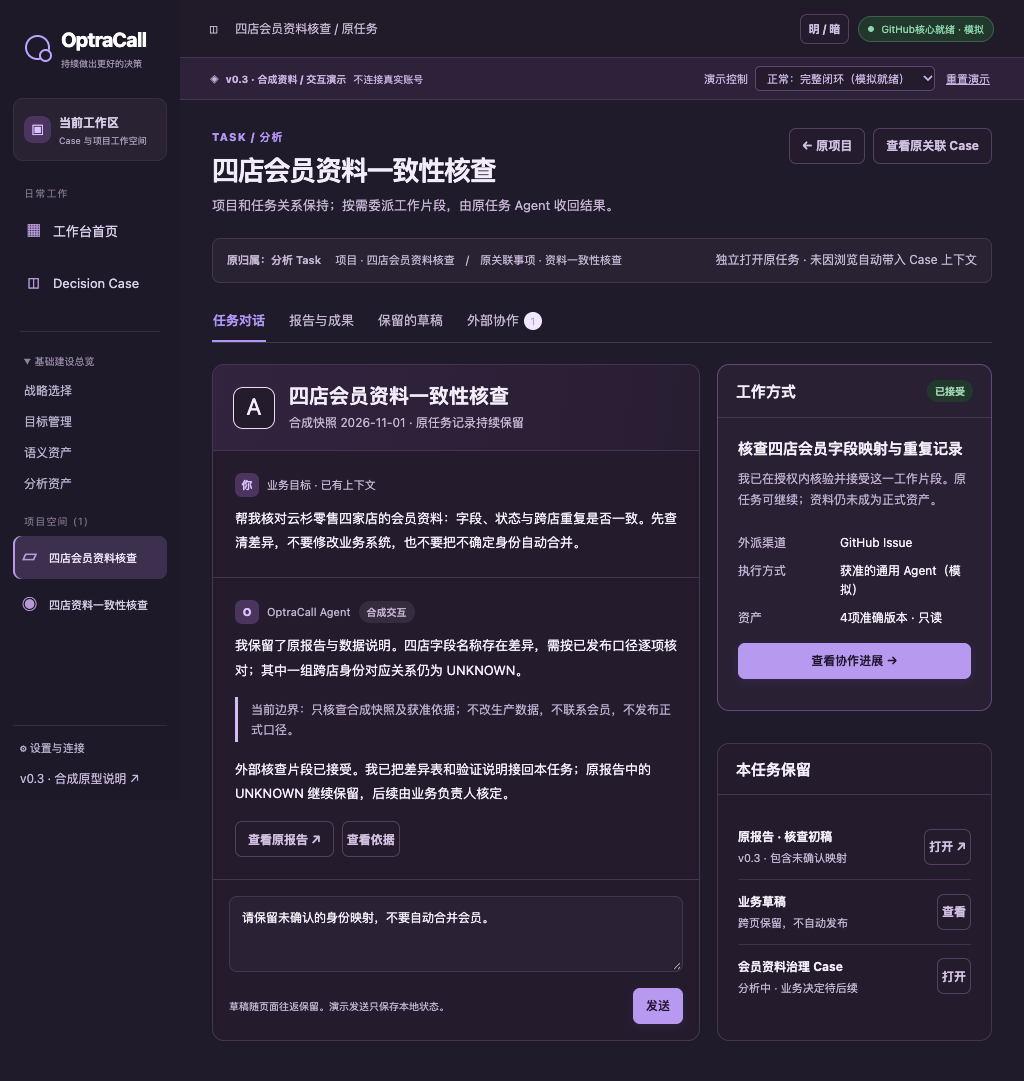 OptraCall
持续做出更好的决策
当前工作区
Case 与项目工作空间
日常工作
工作台首页
Decision Case
▼ 基础建设总览
战略选择
目标管理
语义资产
分析资产
项目空间 (1)
四店会员资料核查
四店资料一致性核查
设置与连接
v0.3 · 合成原型说明 ↗
四店会员资料核查 / 原任务
明 / 暗
GitHub核心就绪 · 模拟
v0.3 · 合成资料 / 交互演示 不连接真实账号
演示控制
正常：完整闭环（模拟就绪）
重置演示
TASK / 分析
四店会员资料一致性核查
项目和任务关系保持；按需委派工作片段，由原任务 Agent 收回结果。
← 原项目
查看原关联 Case
原归属：分析 Task 项目 · 四店会员资料核查 / 原关联事项 · 资料一致性核查
独立打开原任务 · 未因浏览自动带入 Case 上下文
任务对话
报告与成果
保留的草稿
外部协作 1
A
四店会员资料一致性核查
合成快照 2026-11-01 · 原任务记录持续保留
你 业务目标 · 已有上下文
帮我核对云杉零售四家店的会员资料：字段、状态与跨店重复是否一致。先查
清差异，不要修改业务系统，也不要把不确定身份自动合并。
O OptraCall Agent 合成交互
我保留了原报告与数据说明。四店字段名称存在差异，需按已发布口径逐项核
对；其中一组跨店身份对应关系仍为 UNKNOWN。
当前边界：只核查合成快照及获准依据；不改生产数据，不联系会员，不发布正
式口径。
外部核查片段已接受。我已把差异表和验证说明接回本任务；原报告中的
UNKNOWN 继续保留，后续由业务负责人核定。
查看原报告 ↗
查看依据
请保留未确认的身份映射，不要自动合并会员。
草稿随页面往返保留。演示发送只保存本地状态。
发送
工作方式
已接受
核查四店会员字段映射与重复记录
我已在授权内核验并接受这一工作片段。原
任务可继续；资料仍未成为正式资产。
外派渠道 GitHub Issue
执行方式 获准的通用 Agent（模
拟）
资产 4项准确版本 · 只读
查看协作进展 →
本任务保留
原报告 · 核查初稿
v0.3 · 包含未确认映射
打开 ↗
业务草稿
跨页保留，不自动发布
查看
会员资料治理 Case
分析中 · 业务决定待后续
打开